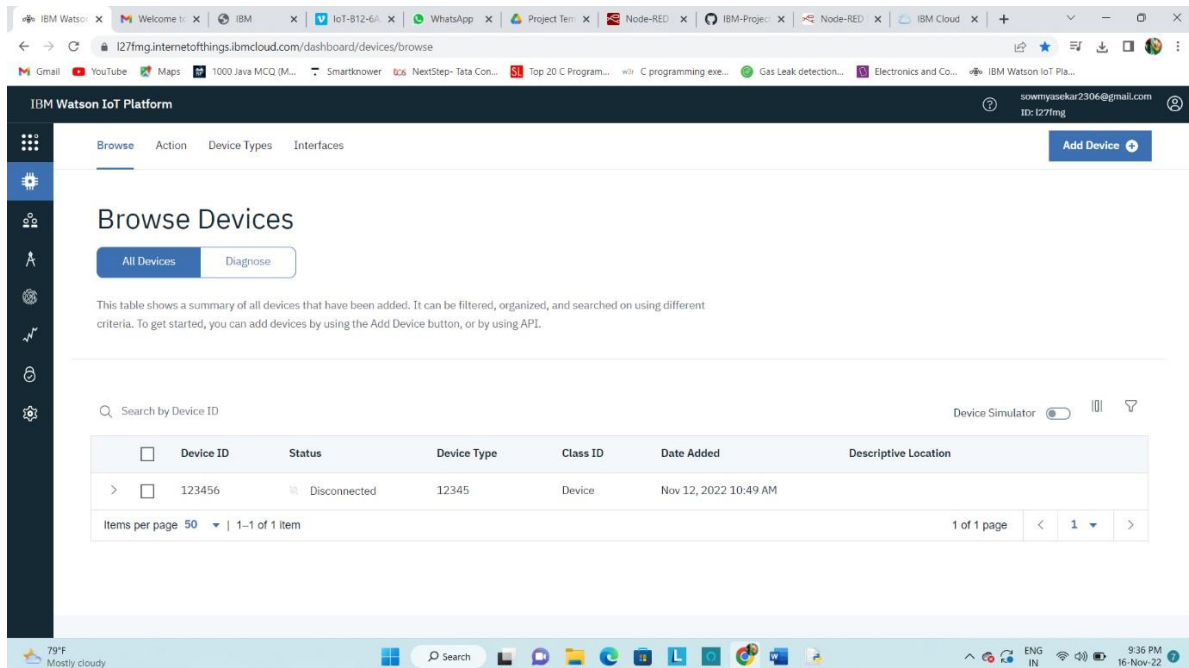 IBM Watso
Welcome to
IBM
IoT-B12-6A
WhatsApp
Project Tem
Node-RED
IBM-Projec
Node-RED
IBM Cloud
l27fmg.internetofthings.ibmcloud.com/dashboard/devices/browse
Gmail YouTube Maps 1000 Java MCQ (M... Smartknower NextStep- Tata Con... Top 20 C Program... C programming exe... Gas Leak detection... Electronics and Co... IBM Watson IoT Pla...
IBM Watson IoT Platform
sowmyasekar2306@gmail.com
ID: l27fmg
Browse Action Device Types Interfaces
Add Device
Browse Devices
All Devices Diagnose
This table shows a summary of all devices that have been added. It can be filtered, organized, and searched on using different
criteria. To get started, you can add devices by using the Add Device button, or by using API.
Search by Device ID
Device Simulator
Device ID Status Device Type Class ID Date Added Descriptive Location
123456 Disconnected 12345 Device Nov 12, 2022 10:49 AM
Items per page 50 | 1–1 of 1 item
1 of 1 page 1
79°F
Mostly cloudy
Search
ENG
IN
9:36 PM
16-Nov-22